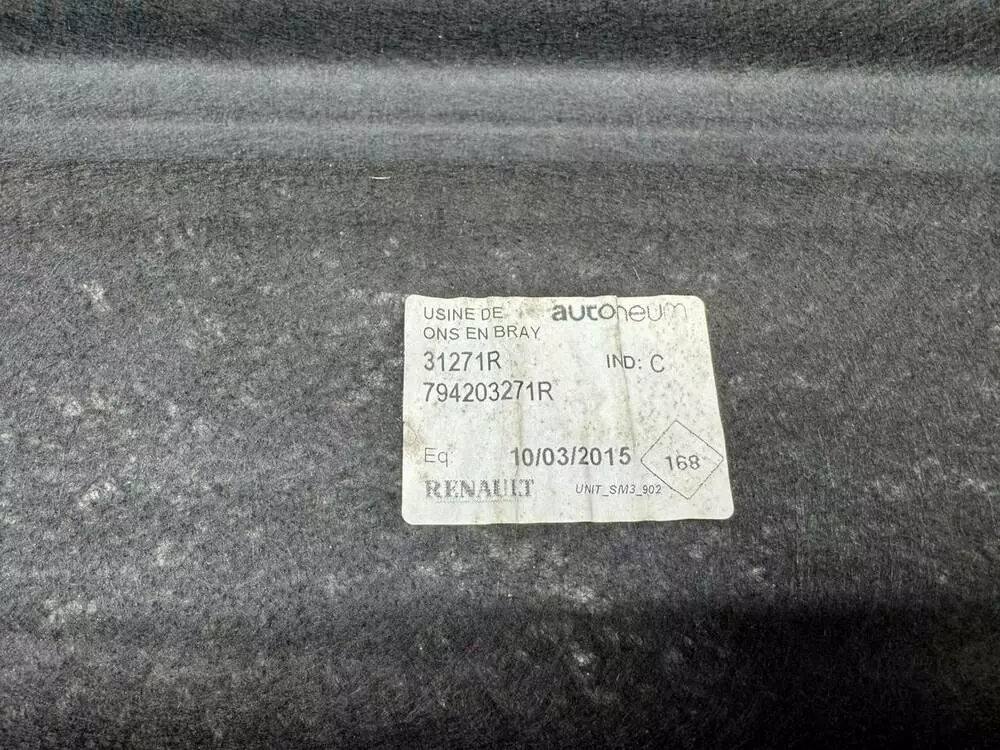 USINE DE autoneum
ONS EN BRAY
31271R IND: C
794203271R
Eq. 10/03/2015 168
RENAULT UNIT_SM3_902